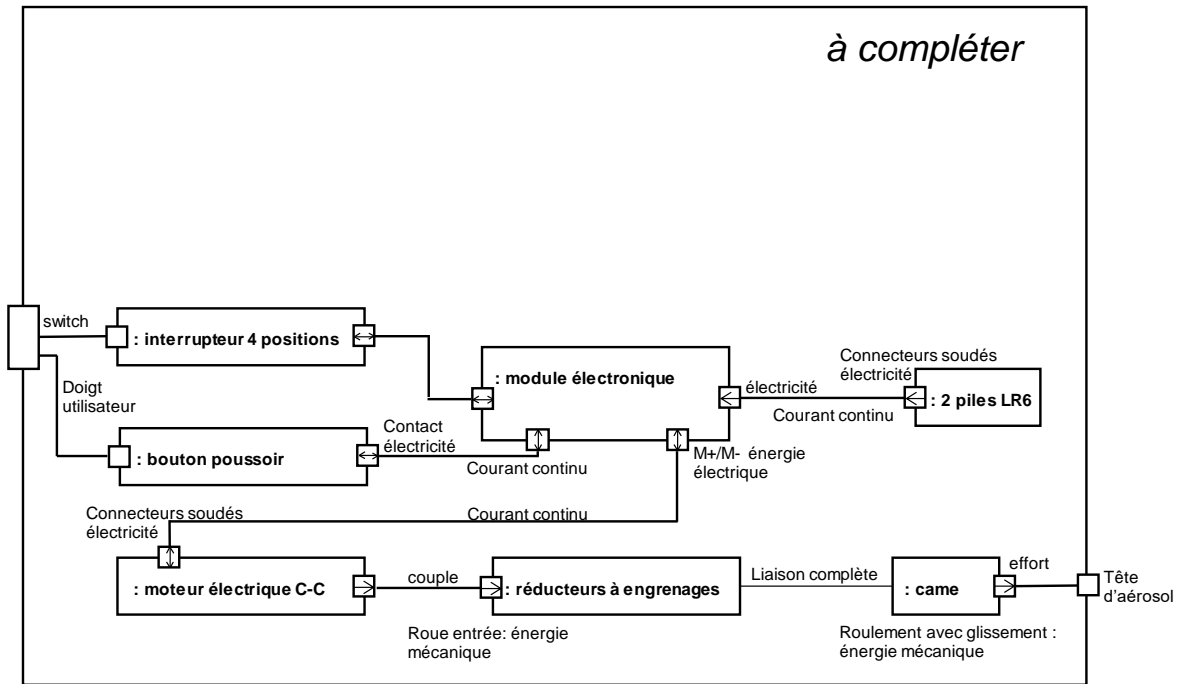 à compléter
switch
: interrupteur 4 positions
Doigt
utilisateur
: module électronique
électricité
Connecteurs soudés
électricité
: 2 piles LR6
Courant continu
Contact
électricité
: bouton poussoir
Courant continu
M+/M- énergie
électrique
Connecteurs soudés
électricité
Courant continu
: moteur électrique C-C
couple
: réducteurs à engrenages
Liaison complète
: came
effort
Tête
d'aérosol
Roue entrée: énergie
mécanique
Roulement avec glissement :
énergie mécanique